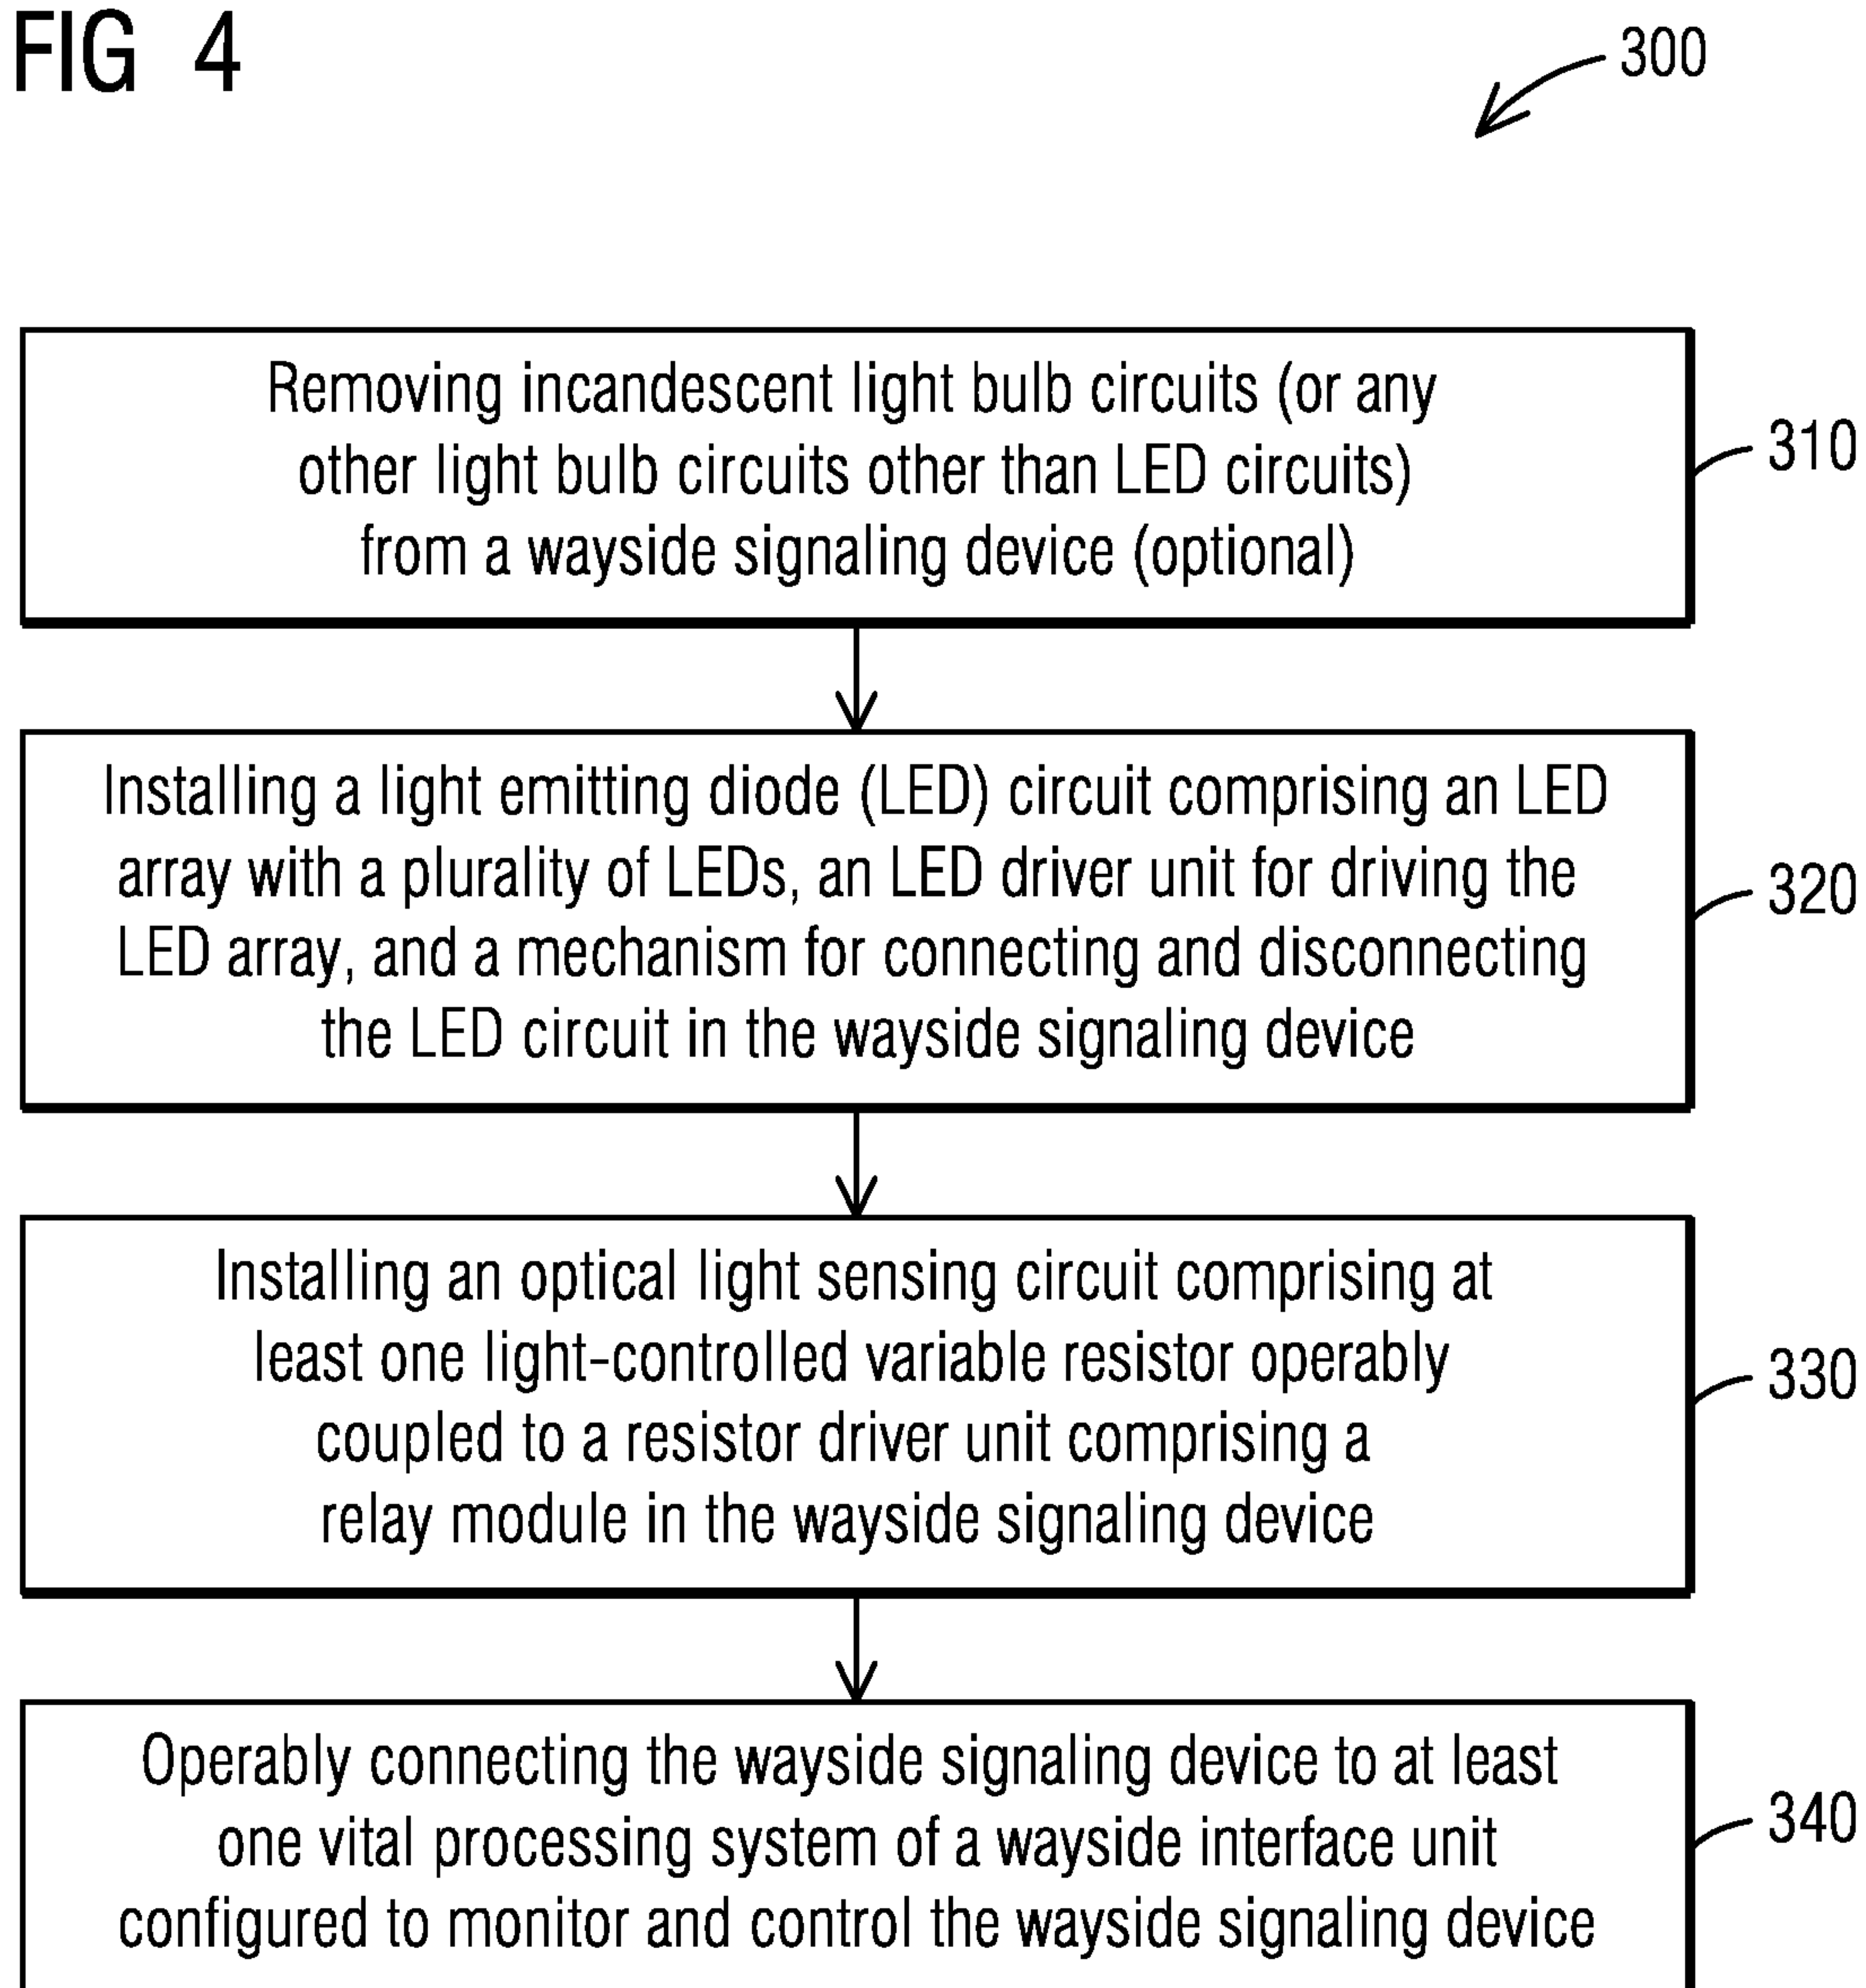 FIG 4
300
Removing incandescent light bulb circuits (or any
other light bulb circuits other than LED circuits)
from a wayside signaling device (optional)
310
Installing a light emitting diode (LED) circuit comprising an LED
array with a plurality of LEDs, an LED driver unit for driving the
LED array, and a mechanism for connecting and disconnecting
the LED circuit in the wayside signaling device
320
Installing an optical light sensing circuit comprising at
least one light-controlled variable resistor operably
coupled to a resistor driver unit comprising a
relay module in the wayside signaling device
330
Operably connecting the wayside signaling device to at least
one vital processing system of a wayside interface unit
configured to monitor and control the wayside signaling device
340